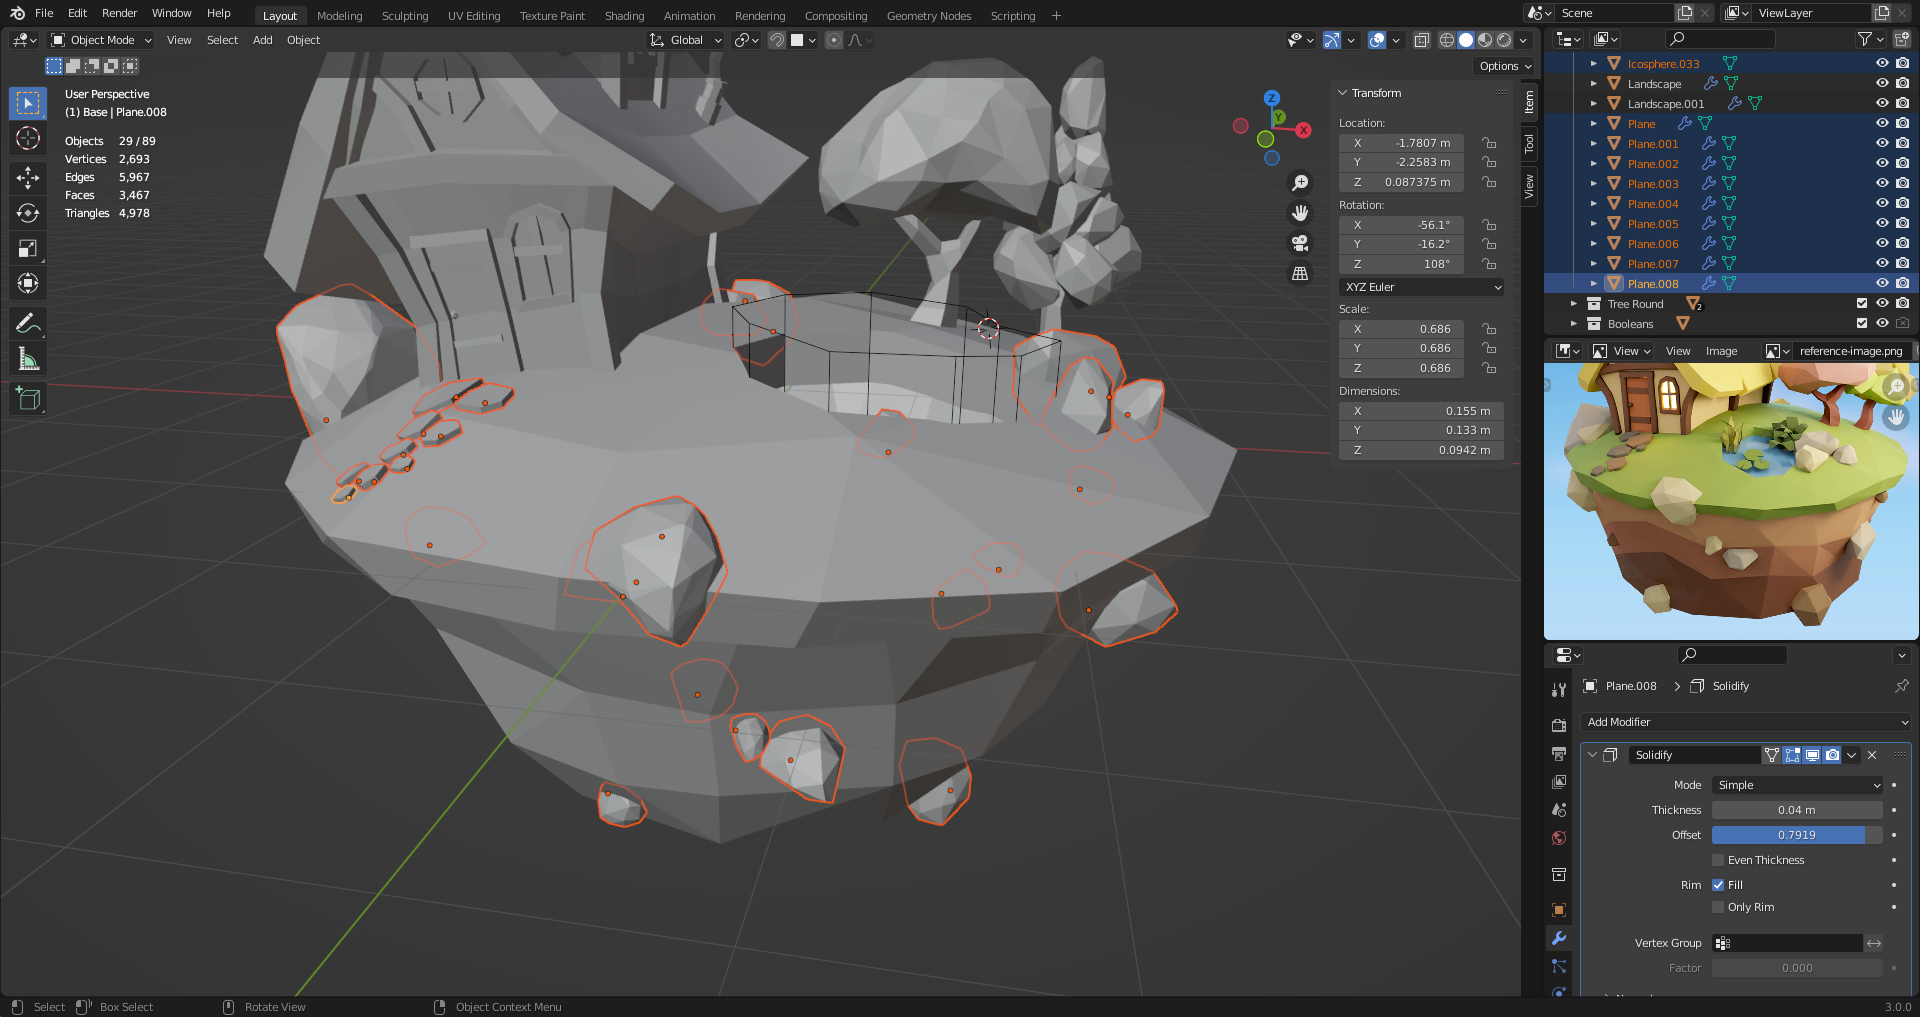 File Edit Render Window Help Layout Modeling Sculpting UV Editing Texture Paint Shading Animation Rendering Compositing Geometry Nodes Scripting + Scene ViewLayer
Object Mode View Select Add Object Global
Options
User Perspective
(1) Base | Plane.008
Objects 29 / 89
Vertices 2,693
Edges 5,967
Faces 3,467
Triangles 4,978
Z
Y
X
Item
Tool
View
Transform
Location:
X -1.7807 m
Y -2.2583 m
Z 0.087375 m
Rotation:
X -56.1°
Y -16.2°
Z 108°
XYZ Euler
Scale:
X 0.686
Y 0.686
Z 0.686
Dimensions:
X 0.155 m
Y 0.133 m
Z 0.0942 m
Icosphere.033
Landscape
Landscape.001
Plane
Plane.001
Plane.002
Plane.003
Plane.004
Plane.005
Plane.006
Plane.007
Plane.008
Tree Round 2
Booleans
View View Image reference-image.png
Plane.008 Solidify
Add Modifier
Solidify
Mode Simple
Thickness 0.04 m
Offset 0.7919
Even Thickness
Rim Fill
Only Rim
Vertex Group
Factor 0.000
Select Box Select Rotate View Object Context Menu 3.0.0